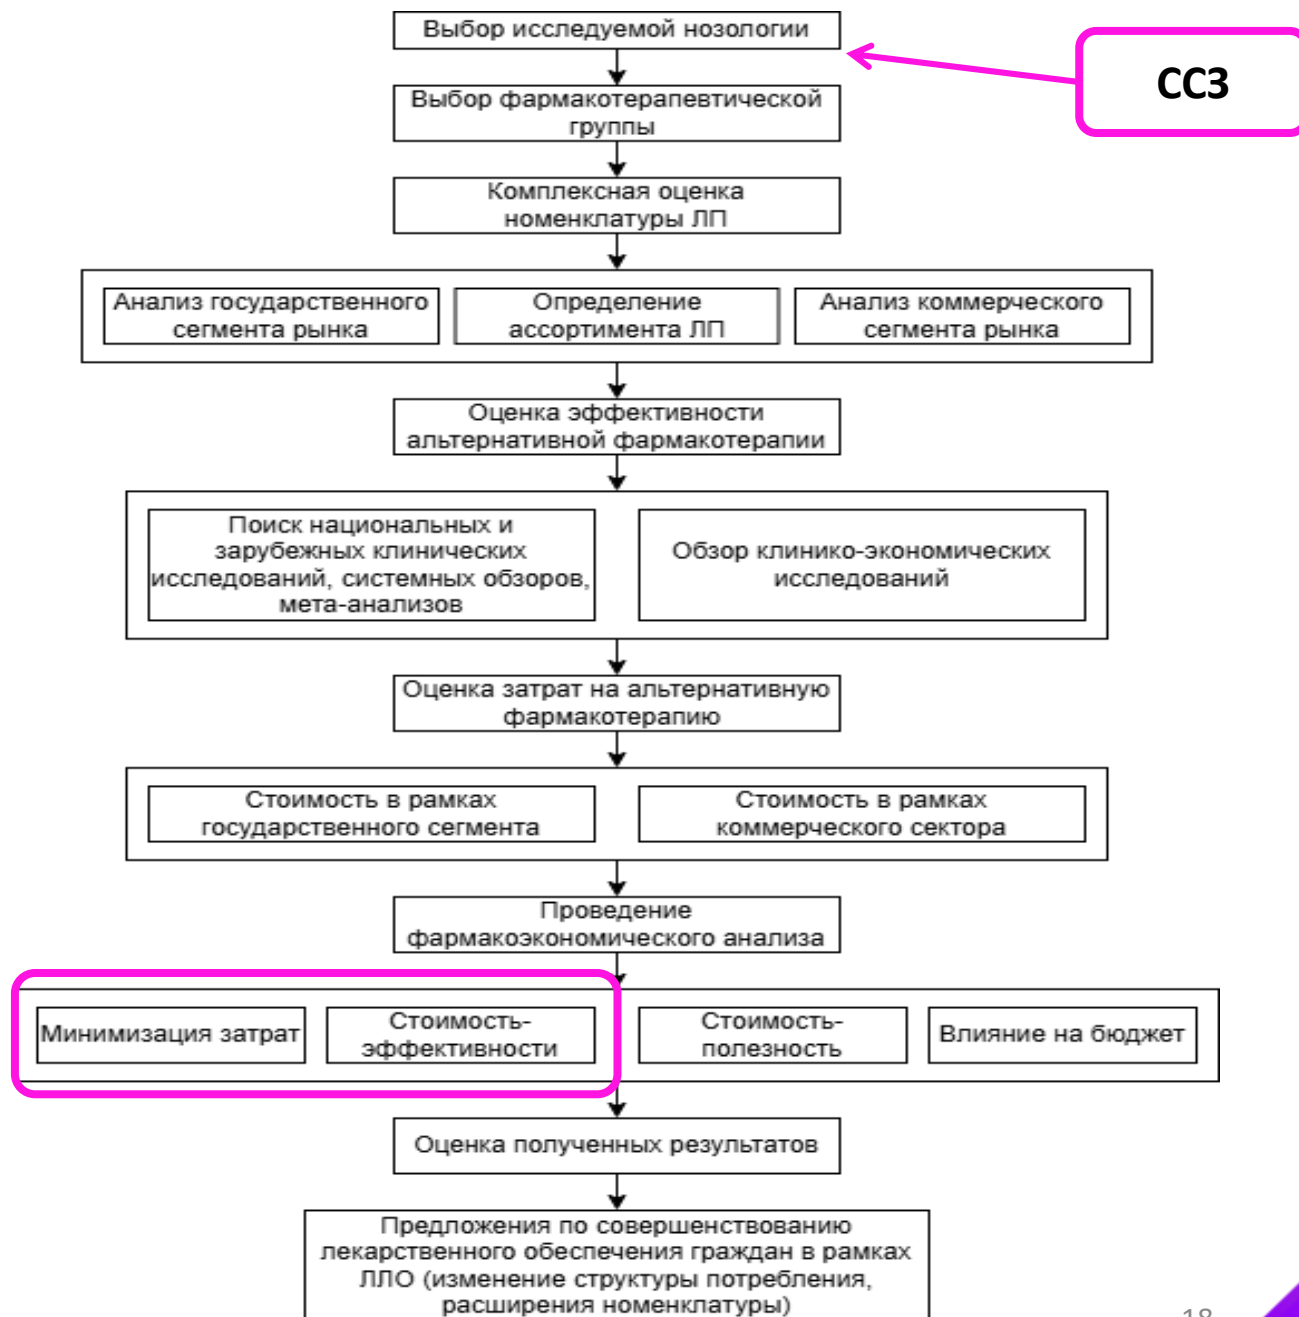 Выбор исследуемой нозологии
ССЗ
Выбор фармакотерапевтической
группы
Комплексная оценка
номенклатуры ЛП
Анализ государственного
сегмента рынка
Определение
ассортимента ЛП
Анализ коммерческого
сегмента рынка
Оценка эффективности
альтернативной фармакотерапии
Поиск национальных и
зарубежных клинических
исследований, системных обзоров,
мета-анализов
Обзор клинико-экономических
исследований
Оценка затрат на альтернативную
фармакотерапию
Стоимость в рамках
государственного сегмента
Стоимость в рамках
коммерческого сектора
Проведение
фармакоэкономического анализа
Минимизация затрат
Стоимость-
эффективности
Стоимость-
полезность
Влияние на бюджет
Оценка полученных результатов
Предложения по совершенствованию
лекарственного обеспечения граждан в рамках
ЛЛО (изменение структуры потребления,
расширения номенклатуры)
18